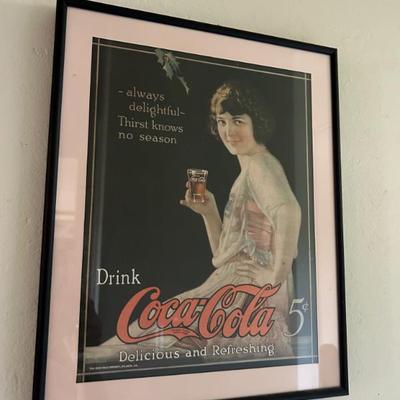 - always
delightful -
Thirst knows
no season
Drink
Coca-Cola 5¢
Delicious and Refreshing